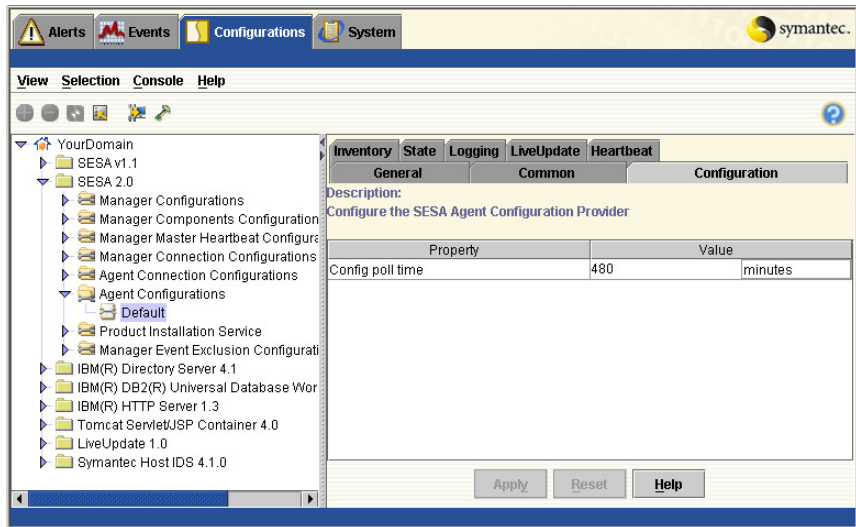 Alerts Events Configurations System
symantec.
View Selection Console Help
YourDomain
SESA v1.1
SESA 2.0
Manager Configurations
Manager Components Configuration
Manager Master Heartbeat Configura
Manager Connection Configurations
Agent Connection Configurations
Agent Configurations
Default
Product Installation Service
Manager Event Exclusion Configurati
IBM(R) Directory Server 4.1
IBM(R) DB2(R) Universal Database Wor
IBM(R) HTTP Server 1.3
Tomcat Servlet/JSP Container 4.0
LiveUpdate 1.0
Symantec Host IDS 4.1.0
Inventory State Logging LiveUpdate Heartbeat
General Common Configuration
Description:
Configure the SESA Agent Configuration Provider
Property Value
Config poll time 480 minutes
Apply Reset Help